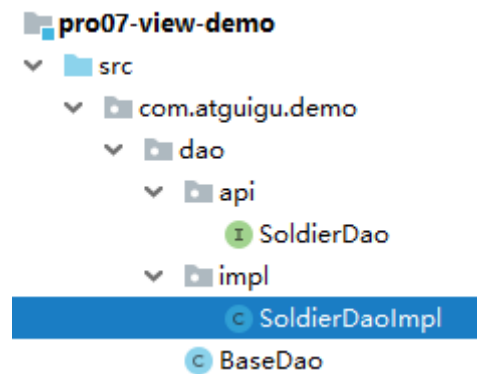 pro07-view-demo
src
com.atguigu.demo
dao
api
I SoldierDao
impl
C SoldierDaoImpl
C BaseDao